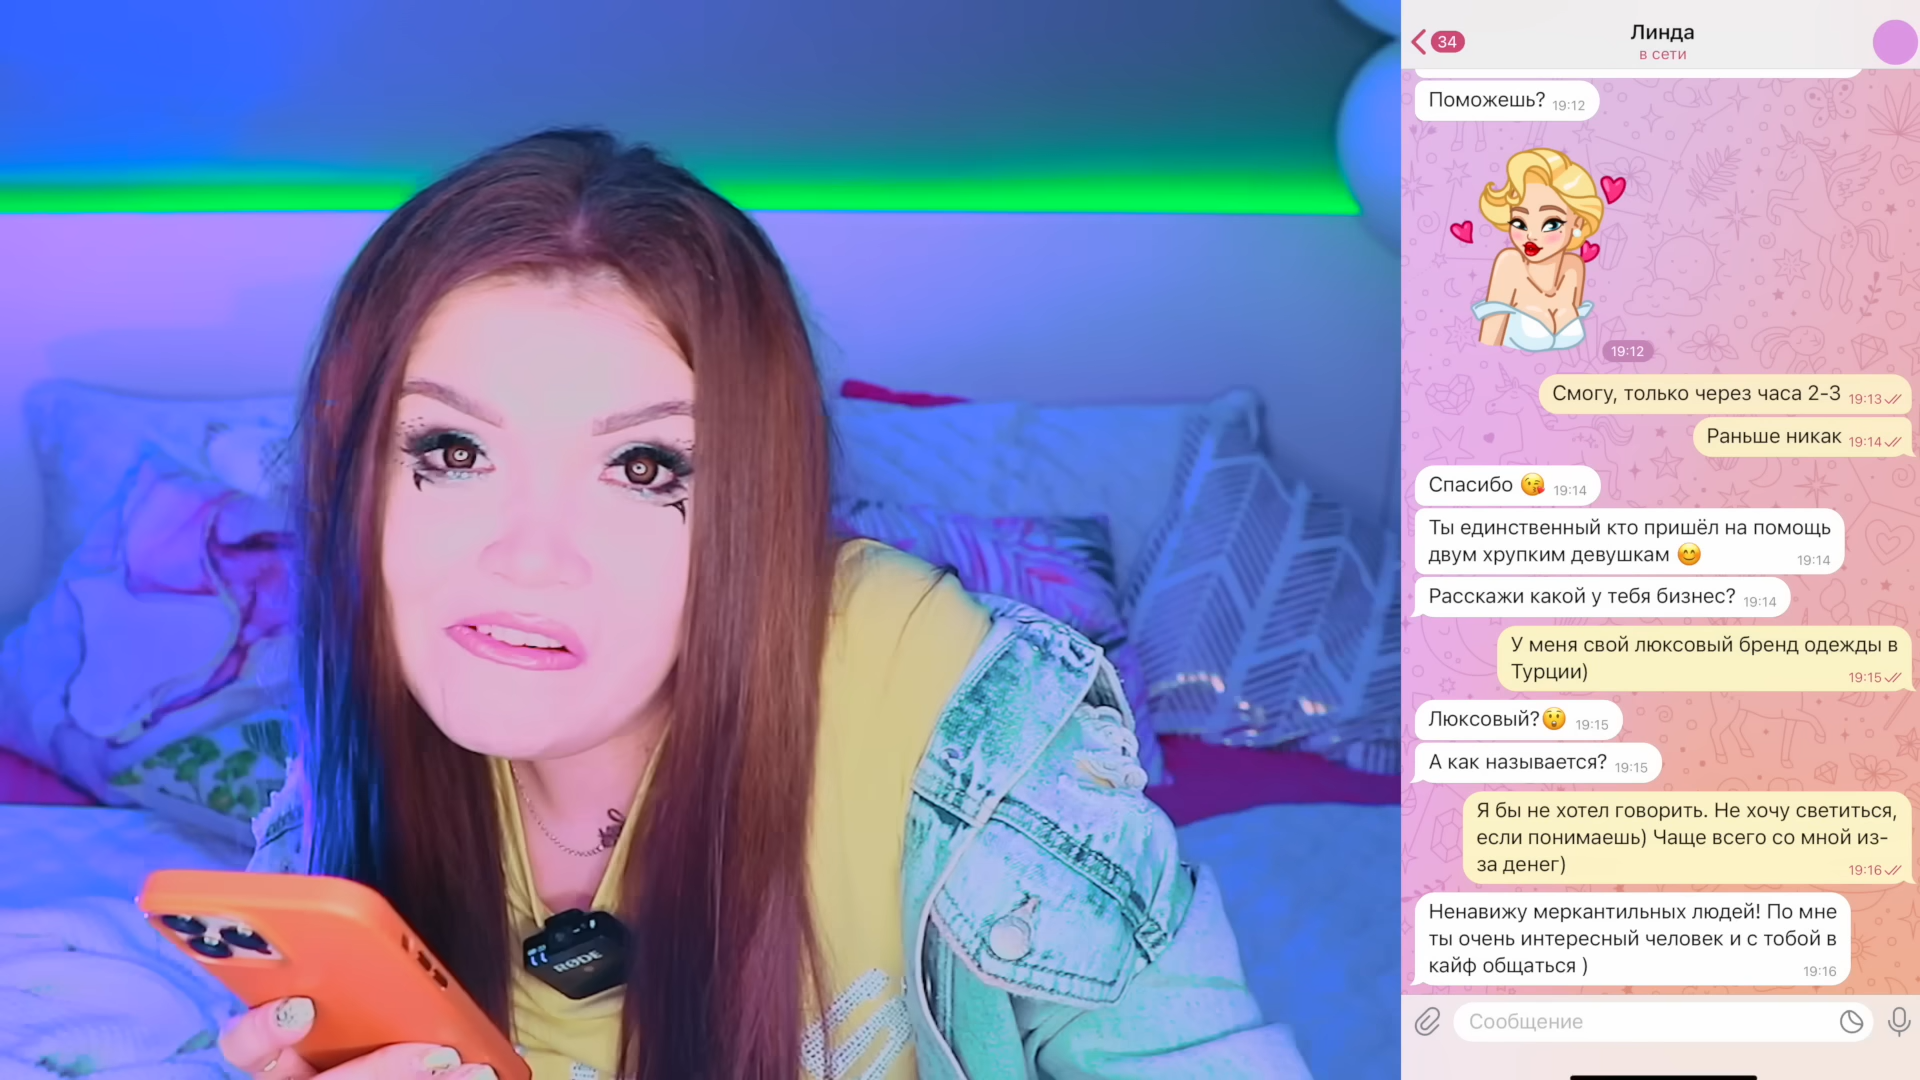 34
Линда
в сети
Поможешь? 19:12
19:12
Смогу, только через часа 2-3 19:13
Раньше никак 19:14
Спасибо 😘 19:14
Ты единственный кто пришёл на помощь
двум хрупким девушкам 😊 19:14
Расскажи какой у тебя бизнес? 19:14
У меня свой люксовый бренд одежды в
Турции) 19:15
Люксовый?😲 19:15
А как называется? 19:15
Я бы не хотел говорить. Не хочу светиться,
если понимаешь) Чаще всего со мной из-
за денег) 19:16
Ненавижу меркантильных людей! По мне
ты очень интересный человек и с тобой в
кайф общаться ) 19:16
Сообщение
RØDE